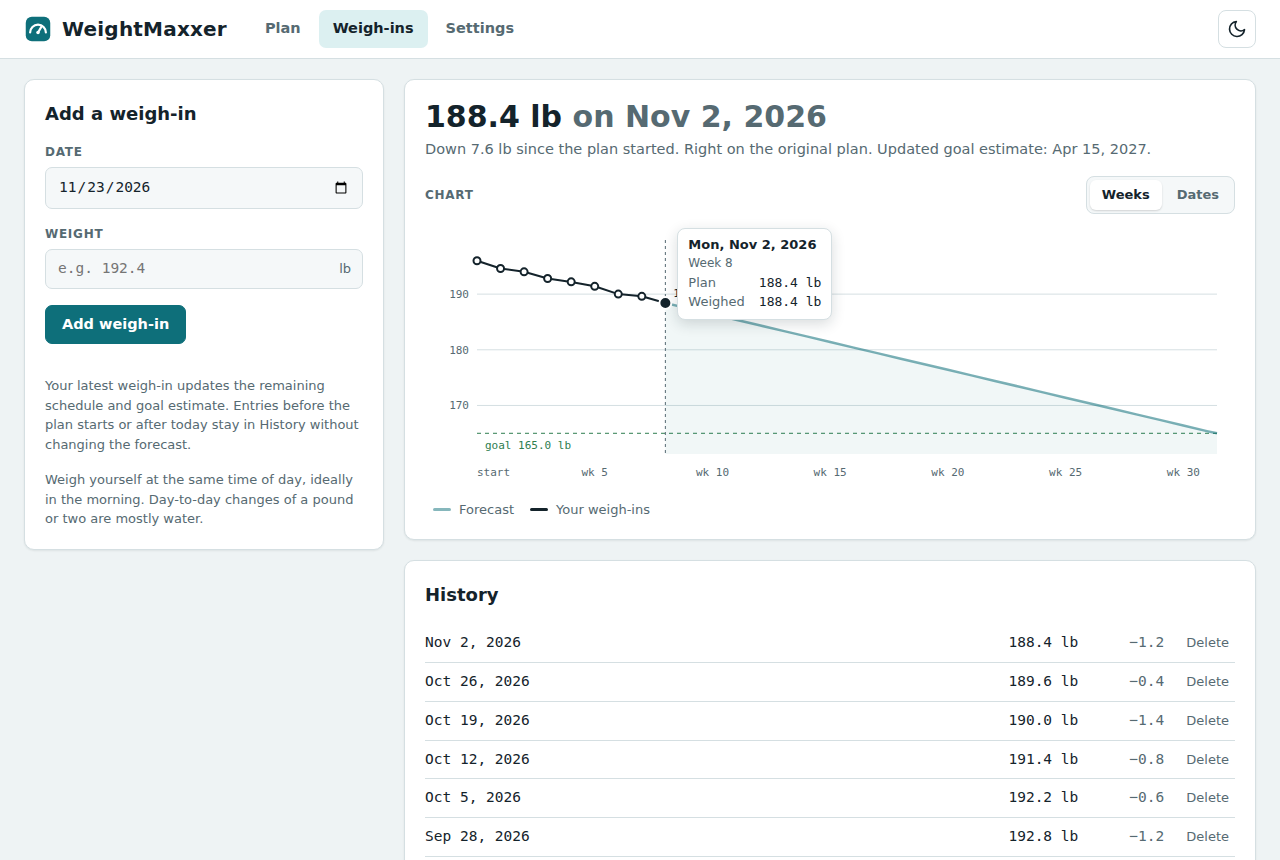 WeightMaxxer Plan Weigh-ins Settings
Add a weigh-in
DATE
11/23/2026
WEIGHT
e.g. 192.4 lb
Add weigh-in
Your latest weigh-in updates the remaining
schedule and goal estimate. Entries before the
plan starts or after today stay in History without
changing the forecast.
Weigh yourself at the same time of day, ideally
in the morning. Day-to-day changes of a pound
or two are mostly water.
188.4 lb on Nov 2, 2026
Down 7.6 lb since the plan started. Right on the original plan. Updated goal estimate: Apr 15, 2027.
CHART Weeks Dates
Mon, Nov 2, 2026
Week 8
Plan 188.4 lb
Weighed 188.4 lb
190
180
170
goal 165.0 lb
start wk 5 wk 10 wk 15 wk 20 wk 25 wk 30
Forecast Your weigh-ins
History
Nov 2, 2026 188.4 lb −1.2 Delete
Oct 26, 2026 189.6 lb −0.4 Delete
Oct 19, 2026 190.0 lb −1.4 Delete
Oct 12, 2026 191.4 lb −0.8 Delete
Oct 5, 2026 192.2 lb −0.6 Delete
Sep 28, 2026 192.8 lb −1.2 Delete